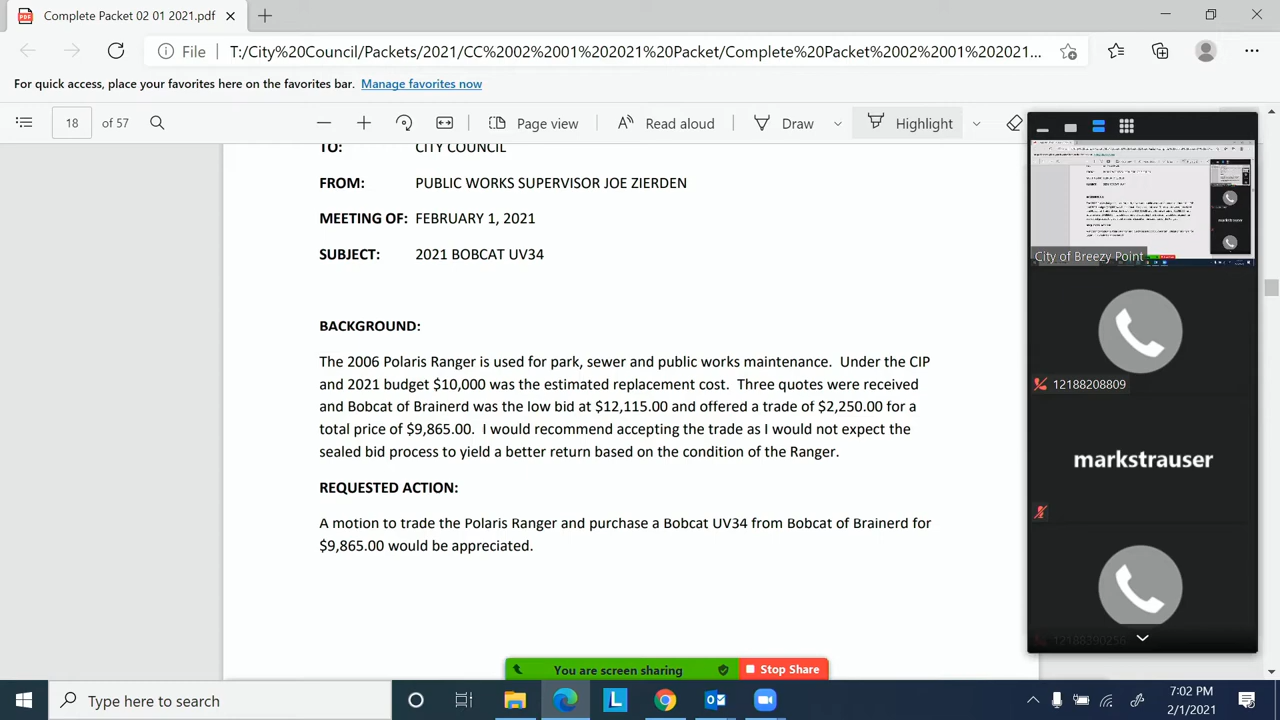 Complete Packet 02 01 2021.pdf
File
T:/City%20Council/Packets/2021/CC%2002%2001%202021%20Packet/Complete%20Packet%2002%2001%202021...
For quick access, place your favorites here on the favorites bar. Manage favorites now
18 of 57
Page view
Read aloud
Draw
Highlight
TO: CITY COUNCIL
FROM: PUBLIC WORKS SUPERVISOR JOE ZIERDEN
MEETING OF: FEBRUARY 1, 2021
SUBJECT: 2021 BOBCAT UV34
BACKGROUND:
The 2006 Polaris Ranger is used for park, sewer and public works maintenance. Under the CIP
and 2021 budget $10,000 was the estimated replacement cost. Three quotes were received
and Bobcat of Brainerd was the low bid at $12,115.00 and offered a trade of $2,250.00 for a
total price of $9,865.00. I would recommend accepting the trade as I would not expect the
sealed bid process to yield a better return based on the condition of the Ranger.
REQUESTED ACTION:
A motion to trade the Polaris Ranger and purchase a Bobcat UV34 from Bobcat of Brainerd for
$9,865.00 would be appreciated.
City of Breezy Point
12188208809
markstrauser
You are screen sharing
Stop Share
Type here to search
7:02 PM
2/1/2021